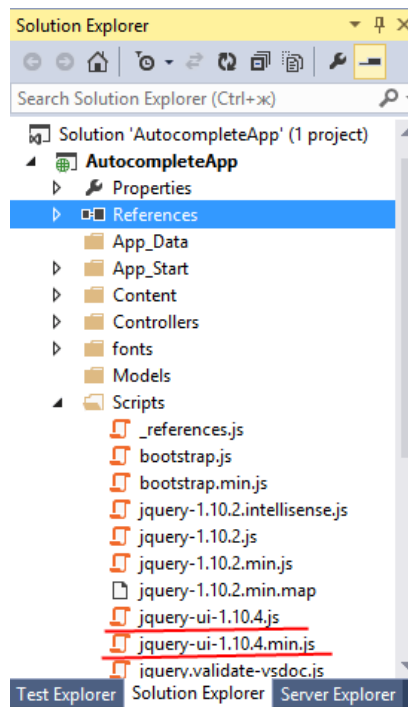 Solution Explorer
Search Solution Explorer (Ctrl+ж)
Solution 'AutocompleteApp' (1 project)
AutocompleteApp
Properties
References
App_Data
App_Start
Content
Controllers
fonts
Models
Scripts
_references.js
bootstrap.js
bootstrap.min.js
jquery-1.10.2.intellisense.js
jquery-1.10.2.js
jquery-1.10.2.min.js
jquery-1.10.2.min.map
jquery-ui-1.10.4.js
jquery-ui-1.10.4.min.js
jquery.validate-vsdoc.js
Test Explorer Solution Explorer Server Explorer